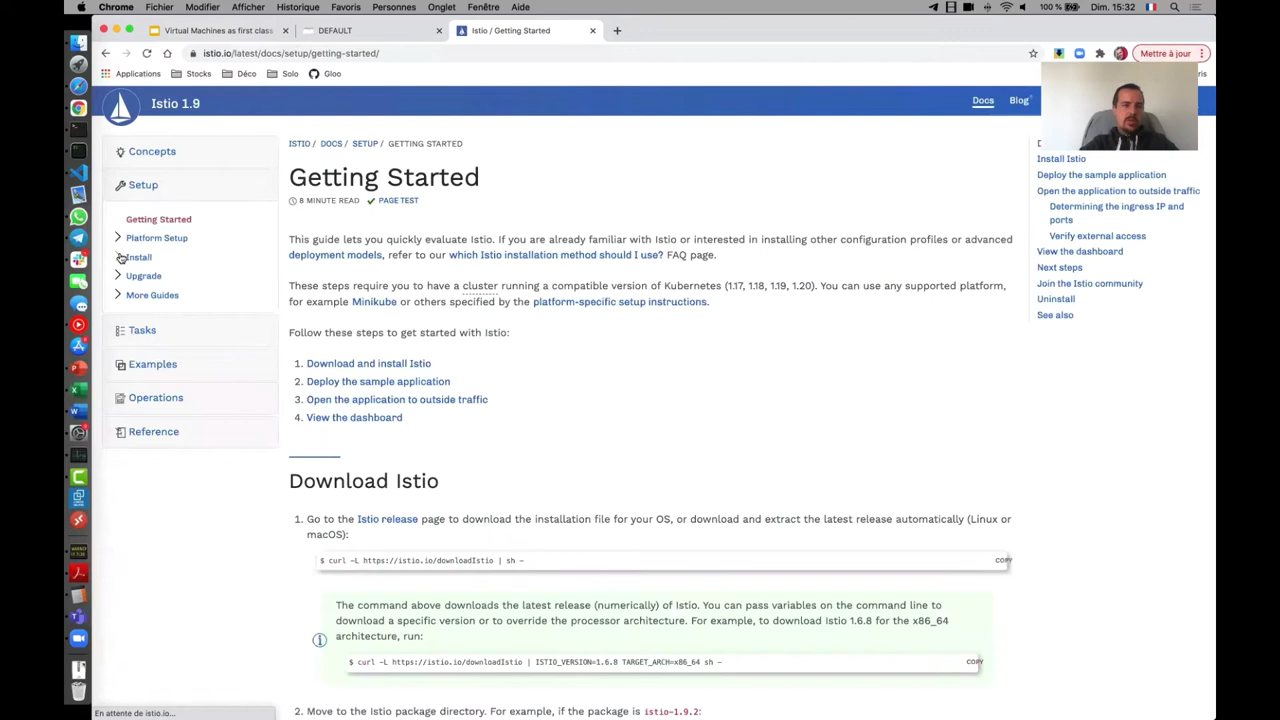 Chrome Fichier Modifier Afficher Historique Favoris Personnes Onglet Fenêtre Aide 100 % Dim. 15:32
Virtual Machines as first class DEFAULT Istio / Getting Started
istio.io/latest/docs/setup/getting-started/ Mettre à jour
Applications Stocks Déco Solo Gloo
Istio 1.9 Docs Blog
Concepts
Setup
Getting Started
Platform Setup
Install
Upgrade
More Guides
Tasks
Examples
Operations
Reference
ISTIO / DOCS / SETUP / GETTING STARTED
Getting Started
8 MINUTE READ PAGE TEST
This guide lets you quickly evaluate Istio. If you are already familiar with Istio or interested in installing other configuration profiles or advanced
deployment models, refer to our which Istio installation method should I use? FAQ page.
These steps require you to have a cluster running a compatible version of Kubernetes (1.17, 1.18, 1.19, 1.20). You can use any supported platform,
for example Minikube or others specified by the platform-specific setup instructions.
Follow these steps to get started with Istio:
1. Download and install Istio
2. Deploy the sample application
3. Open the application to outside traffic
4. View the dashboard
Download Istio
1. Go to the Istio release page to download the installation file for your OS, or download and extract the latest release automatically (Linux or
macOS):
$ curl -L https://istio.io/downloadIstio | sh -
COPY
The command above downloads the latest release (numerically) of Istio. You can pass variables on the command line to
download a specific version or to override the processor architecture. For example, to download Istio 1.6.8 for the x86_64
architecture, run:
$ curl -L https://istio.io/downloadIstio | ISTIO_VERSION=1.6.8 TARGET_ARCH=x86_64 sh -
COPY
2. Move to the Istio package directory. For example, if the package is istio-1.9.2:
Install Istio
Deploy the sample application
Open the application to outside traffic
Determining the ingress IP and
ports
Verify external access
View the dashboard
Next steps
Join the Istio community
Uninstall
See also
En attente de istio.io...